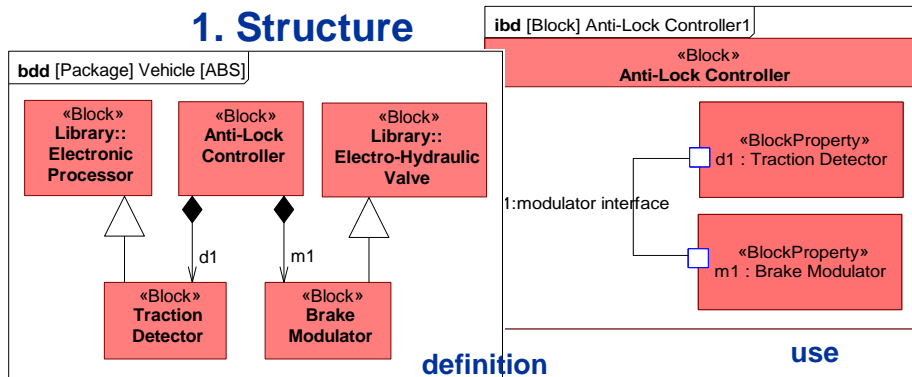 1. Structure
bdd [Package] Vehicle [ABS]
«Block»
Library::
Electronic
Processor
«Block»
Anti-Lock
Controller
«Block»
Library::
Electro-Hydraulic
Valve
d1
m1
«Block»
Traction
Detector
«Block»
Brake
Modulator
definition
ibd [Block] Anti-Lock Controller1
«Block»
Anti-Lock Controller
«BlockProperty»
d1 : Traction Detector
1:modulator interface
«BlockProperty»
m1 : Brake Modulator
use